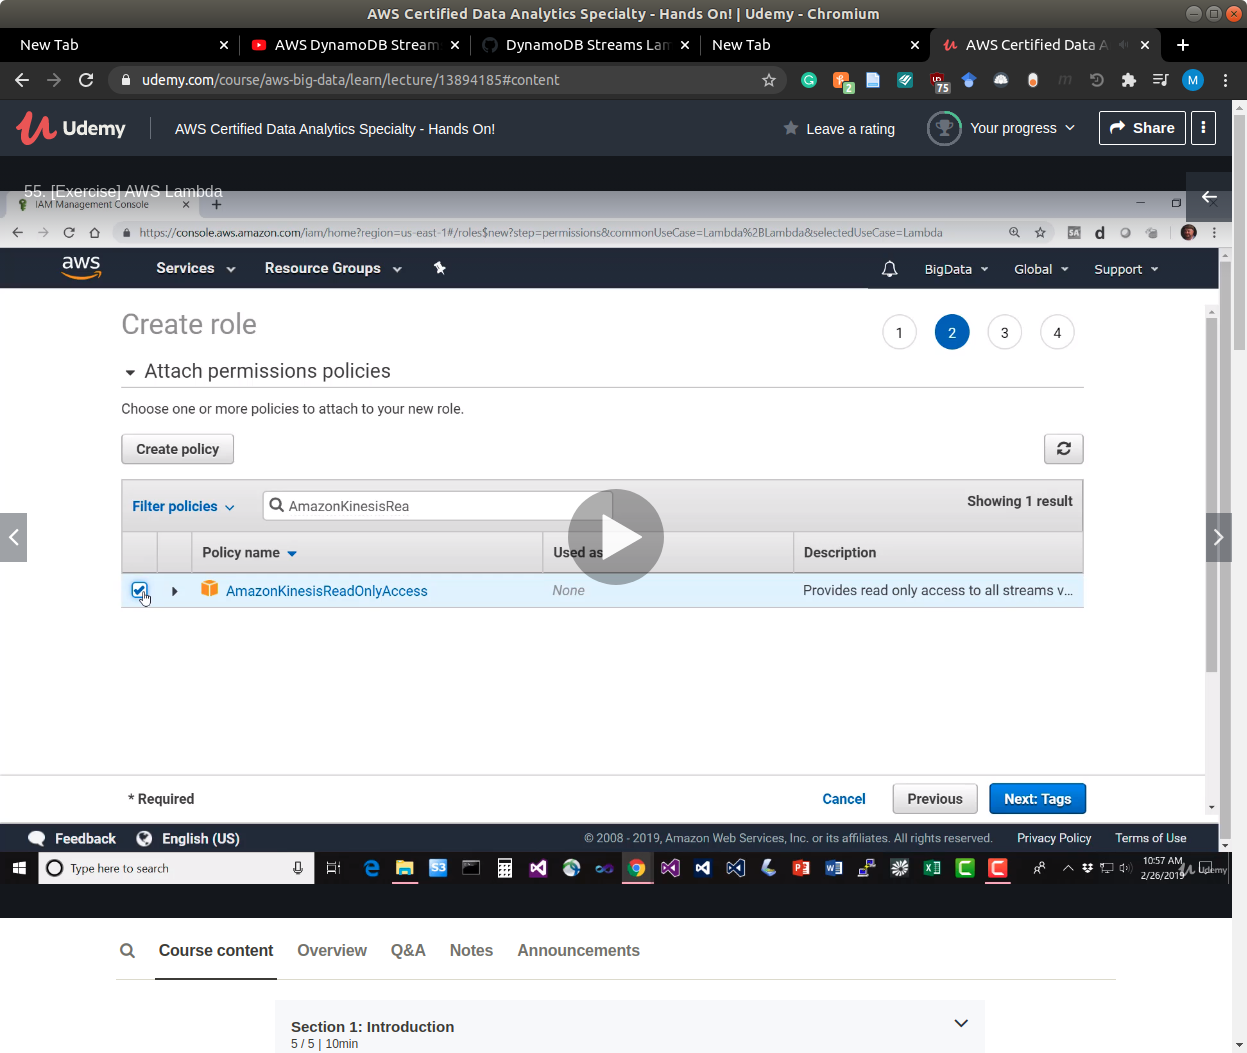 AWS Certified Data Analytics Specialty - Hands On! | Udemy - Chromium
New Tab
AWS DynamoDB Stream
DynamoDB Streams Lam
New Tab
AWS Certified Data A
udemy.com/course/aws-big-data/learn/lecture/13894185#content
2
75
M
Udemy
AWS Certified Data Analytics Specialty - Hands On!
Leave a rating
Your progress
Share
55. [Exercise] AWS Lambda
IAM Management Console
https://console.aws.amazon.com/iam/home?region=us-east-1#/roles$new?step=permissions&commonUseCase=Lambda%2BLambda&selectedUseCase=Lambda
SA
d
aws
Services
Resource Groups
BigData
Global
Support
Create role
1
2
3
4
Attach permissions policies
Choose one or more policies to attach to your new role.
Create policy
Filter policies
AmazonKinesisRea
Showing 1 result
Policy name
Used as
Description
AmazonKinesisReadOnlyAccess
None
Provides read only access to all streams v...
* Required
Cancel
Previous
Next: Tags
Feedback
English (US)
© 2008 - 2019, Amazon Web Services, Inc. or its affiliates. All rights reserved.
Privacy Policy
Terms of Use
Type here to search
S3
10:57 AM
2/26/2019
Udemy
Course content
Overview
Q&A
Notes
Announcements
Section 1: Introduction
5 / 5 | 10min